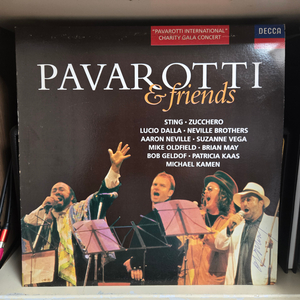 "PAVAROTTI INTERNATIONAL"
CHARITY GALA CONCERT
DECCA
PAVAROTTI
& friends
STING · ZUCCHERO
LUCIO DALLA · NEVILLE BROTHERS
AARON NEVILLE · SUZANNE VEGA
MIKE OLDFIELD · BRIAN MAY
BOB GELDOF · PATRICIA KAAS
MICHAEL KAMEN